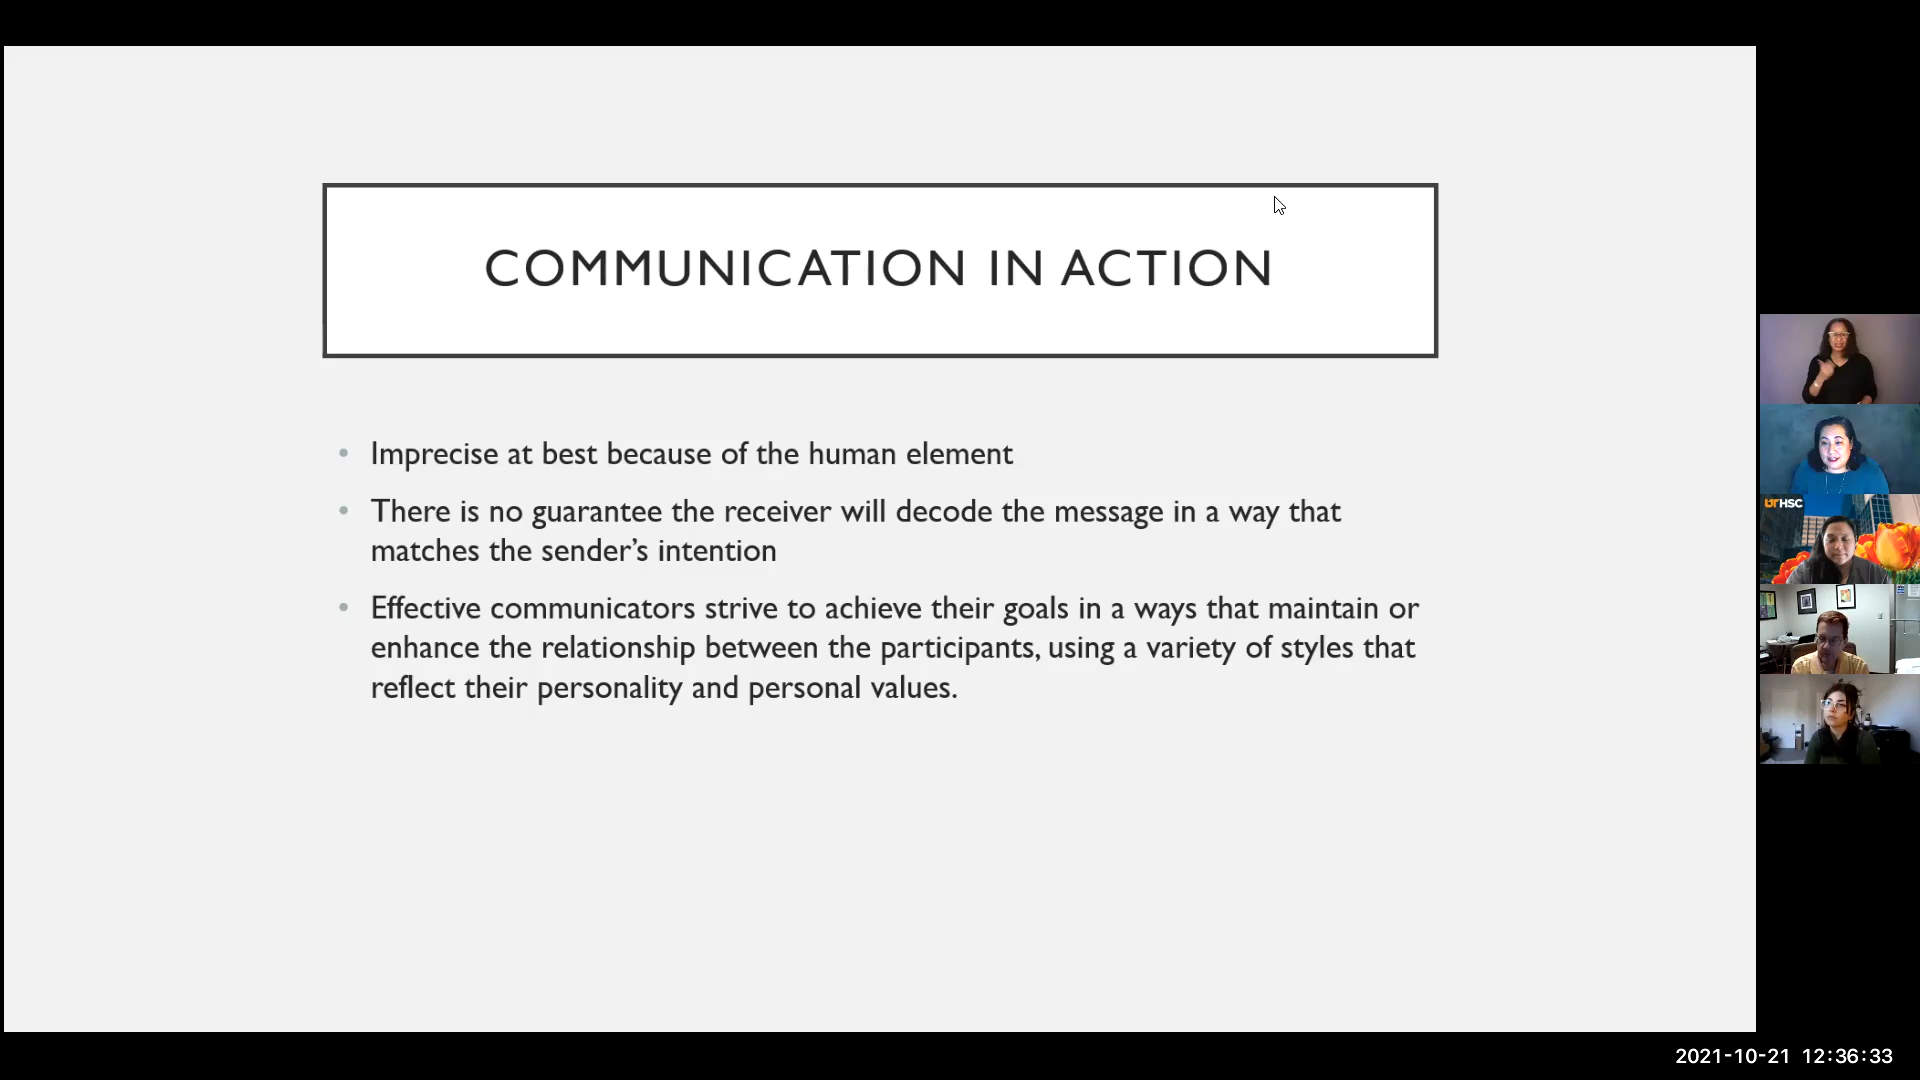 COMMUNICATION IN ACTION
• Imprecise at best because of the human element
• There is no guarantee the receiver will decode the message in a way that
matches the sender’s intention
• Effective communicators strive to achieve their goals in a ways that maintain or
enhance the relationship between the participants, using a variety of styles that
reflect their personality and personal values.
UTHSC
2021-10-21 12:36:33